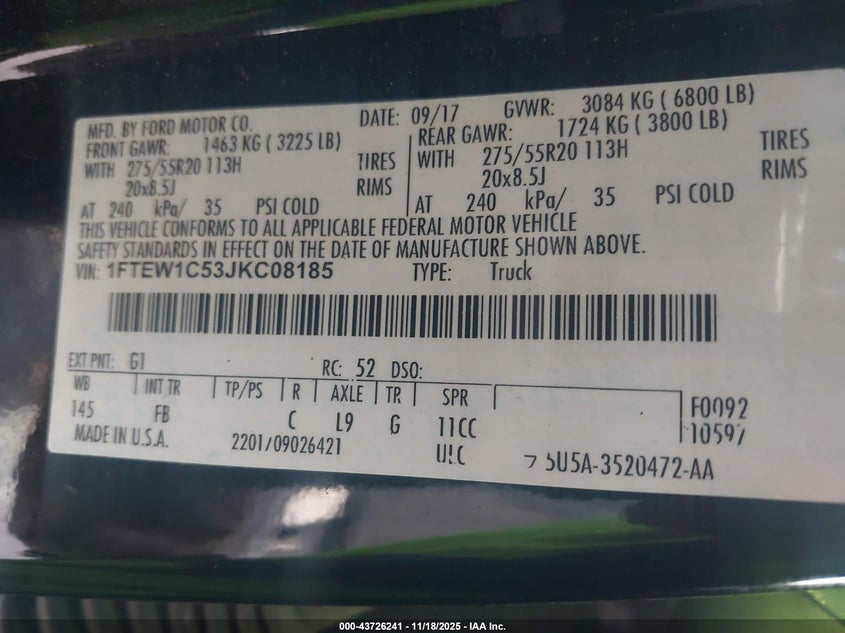 MFD. BY FORD MOTOR CO.
DATE: 09/17 GVWR: 3084 KG ( 6800 LB)
FRONT GAWR: 1463 KG ( 3225 LB)
REAR GAWR: 1724 KG ( 3800 LB)
WITH 275/55R20 113H TIRES
WITH 275/55R20 113H TIRES
20x8.5J RIMS
20x8.5J RIMS
AT 240 kPa/ 35 PSI COLD
AT 240 kPa/ 35 PSI COLD
THIS VEHICLE CONFORMS TO ALL APPLICABLE FEDERAL MOTOR VEHICLE
SAFETY STANDARDS IN EFFECT ON THE DATE OF MANUFACTURE SHOWN ABOVE.
VIN: 1FTEW1C53JKC08185 TYPE: Truck
EXT PNT: G1 RC: 52 DSO:
WB INT TR TP/PS R AXLE TR SPR
145 FB C L9 G 11CC
F0092
10597
MADE IN U.S.A. 2201/09026421
5U5A-3520472-AA
000-43726241 - 11/18/2025 - IAA Inc.